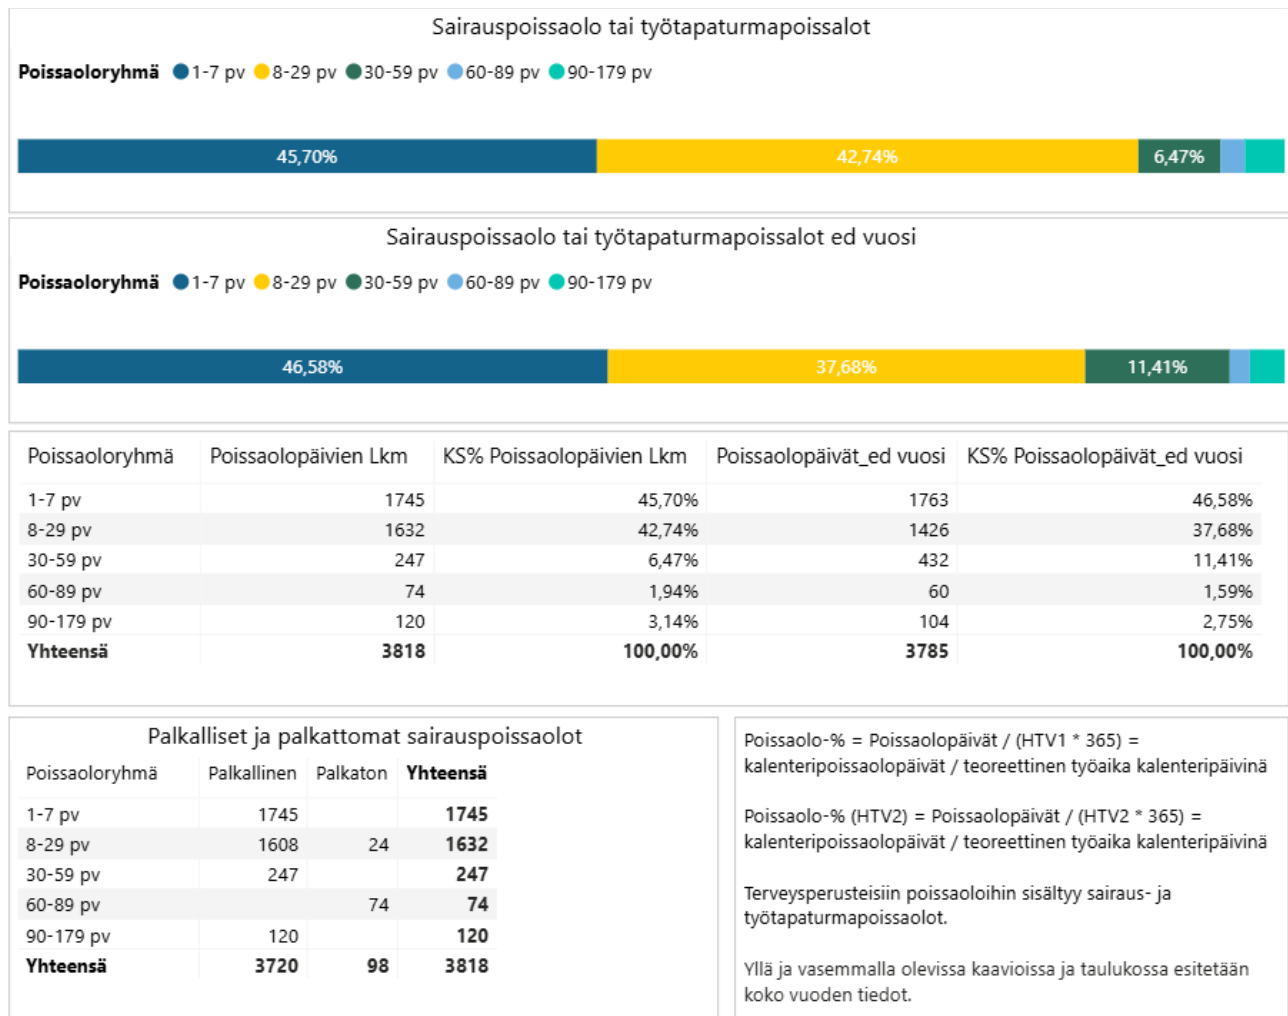 Sairauspoissaolo tai työtapaturmapoissalot
Poissaoloryhmä 1-7 pv 8-29 pv 30-59 pv 60-89 pv 90-179 pv
45,70% 42,74% 6,47%
Sairauspoissaolo tai työtapaturmapoissalot ed vuosi
Poissaoloryhmä 1-7 pv 8-29 pv 30-59 pv 60-89 pv 90-179 pv
46,58% 37,68% 11,41%
Poissaoloryhmä Poissaolopäivien Lkm KS% Poissaolopäivien Lkm Poissaolopäivät_ed vuosi KS% Poissaolopäivät_ed vuosi
1-7 pv 1745 45,70% 1763 46,58%
8-29 pv 1632 42,74% 1426 37,68%
30-59 pv 247 6,47% 432 11,41%
60-89 pv 74 1,94% 60 1,59%
90-179 pv 120 3,14% 104 2,75%
Yhteensä 3818 100,00% 3785 100,00%
Palkalliset ja palkattomat sairauspoissaolot
Poissaoloryhmä Palkallinen Palkaton Yhteensä
1-7 pv 1745 1745
8-29 pv 1608 24 1632
30-59 pv 247 247
60-89 pv 74 74
90-179 pv 120 120
Yhteensä 3720 98 3818
Poissaolo-% = Poissaolopäivät / (HTV1 * 365) =
kalenteripoissaolopäivät / teoreettinen työaika kalenteripäivinä
Poissaolo-% (HTV2) = Poissaolopäivät / (HTV2 * 365) =
kalenteripoissaolopäivät / teoreettinen työaika kalenteripäivinä
Terveysperusteisiin poissaoloihin sisältyy sairaus- ja
työtapaturmapoissaolot.
Yllä ja vasemmalla olevissa kaavioissa ja taulukossa esitetään
koko vuoden tiedot.